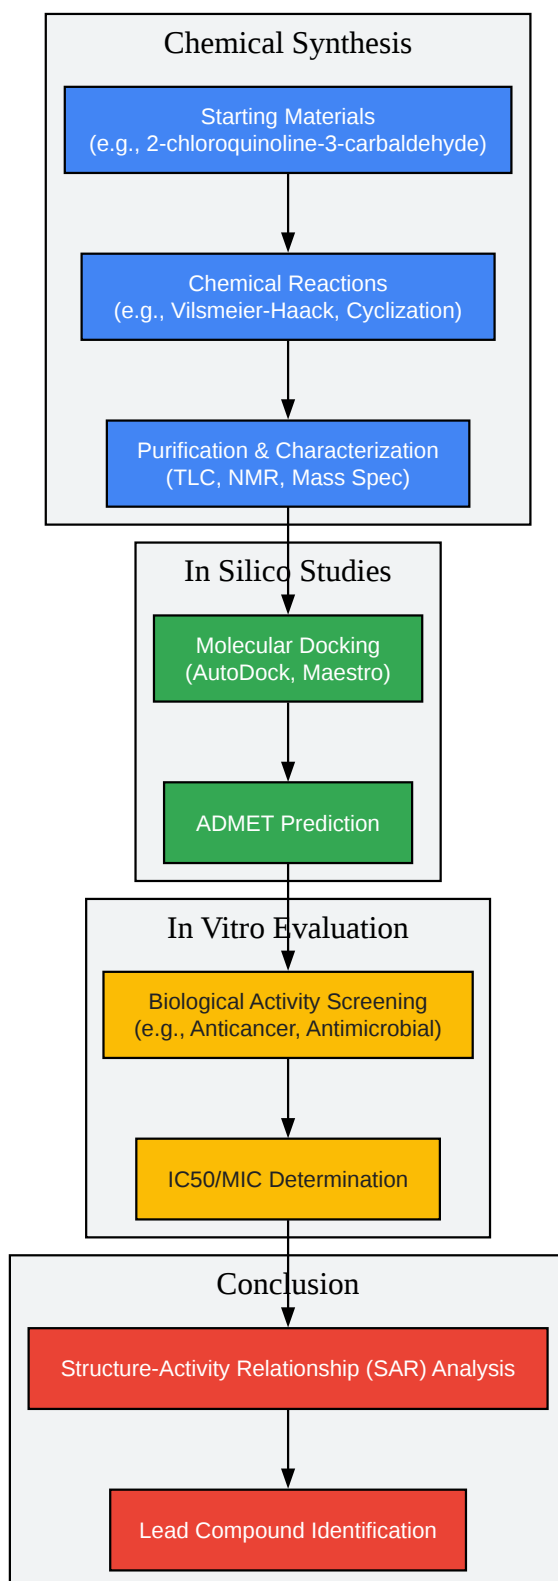 Chemical Synthesis
Starting Materials
(e.g., 2-chloroquinoline-3-carbaldehyde)
Chemical Reactions
(e.g., Vilsmeier-Haack, Cyclization)
Purification & Characterization
(TLC, NMR, Mass Spec)
In Silico Studies
Molecular Docking
(AutoDock, Maestro)
ADMET Prediction
In Vitro Evaluation
Biological Activity Screening
(e.g., Anticancer, Antimicrobial)
IC50/MIC Determination
Conclusion
Structure-Activity Relationship (SAR) Analysis
Lead Compound Identification